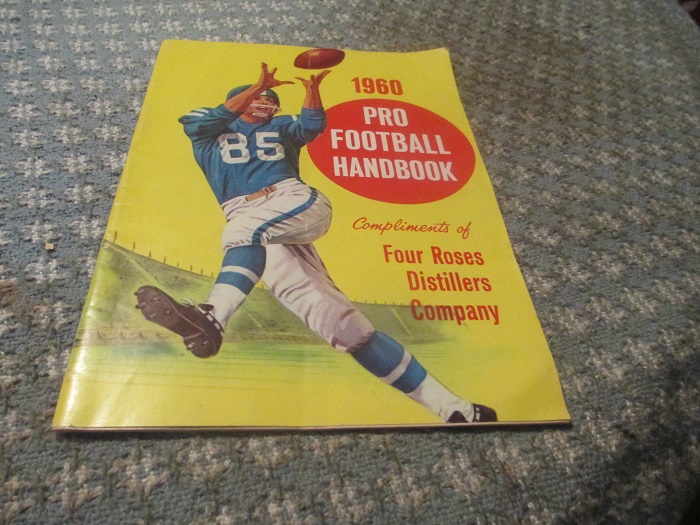 1960
PRO
FOOTBALL
HANDBOOK
85
Compliments of
Four Roses
Distillers
Company